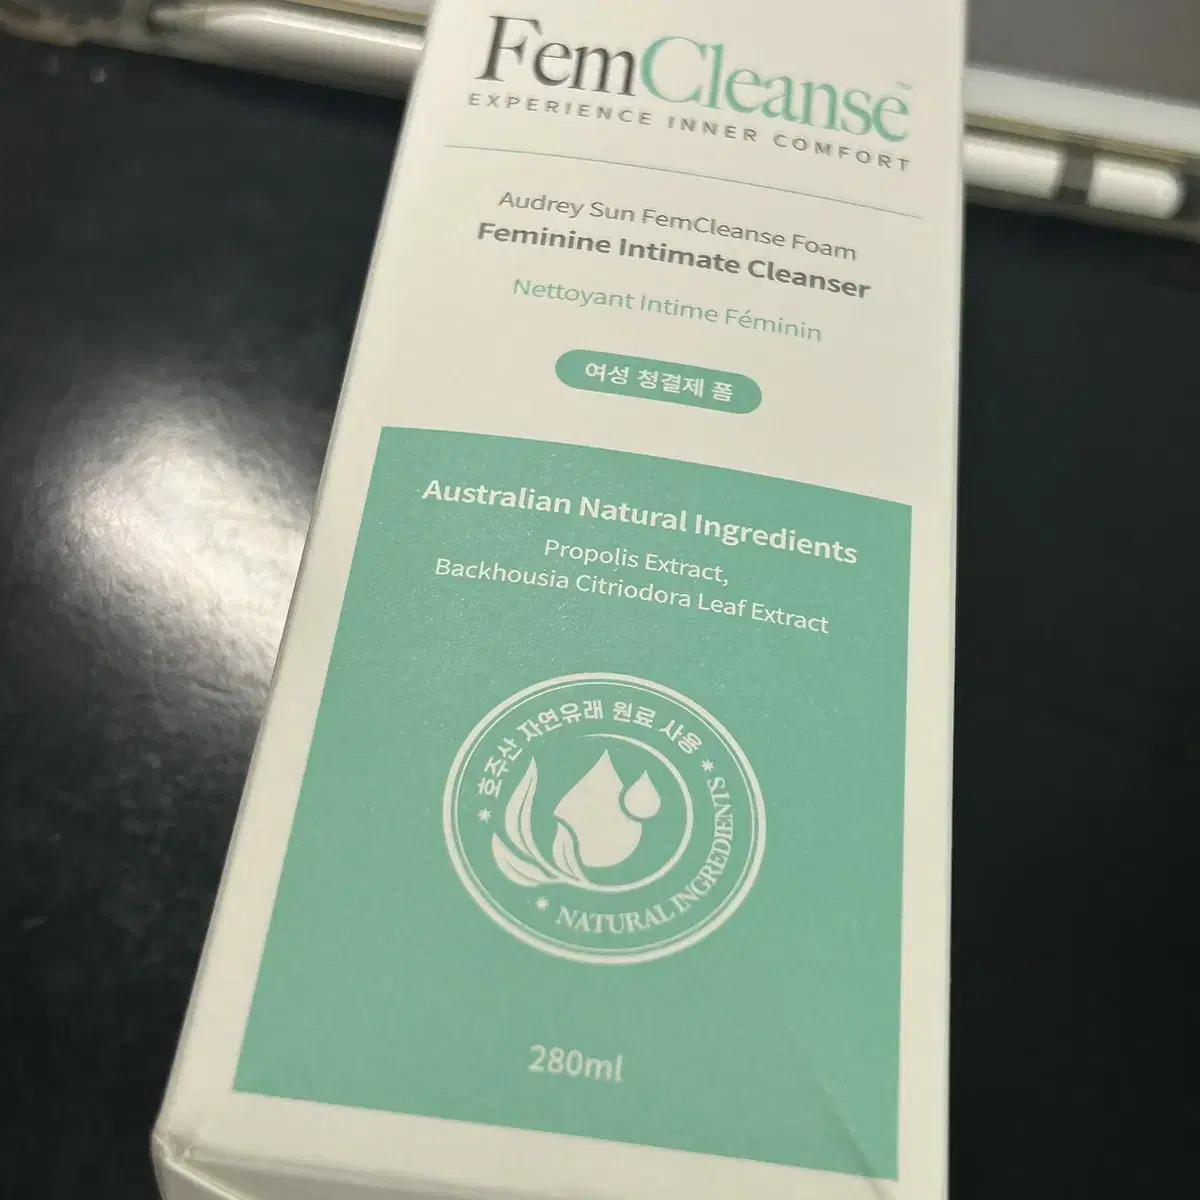 FemCleanse™
EXPERIENCE INNER COMFORT
Audrey Sun FemCleanse Foam
Feminine Intimate Cleanser
Nettoyant Intime Féminin
여성 청결제 폼
Australian Natural Ingredients
Propolis Extract,
Backhousia Citriodora Leaf Extract
호주산 자연유래 원료 사용
NATURAL INGREDIENTS
280ml